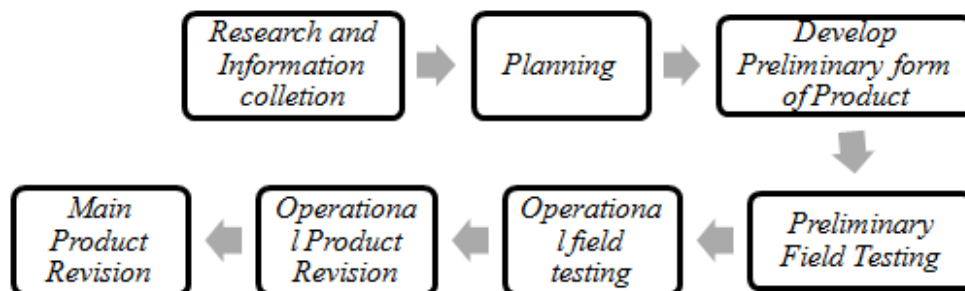 Research and
Information
colletion
Planning
Develop
Preliminary form
of Product
Preliminary
Field Testing
Operationa
l field
testing
Operationa
l Product
Revision
Main
Product
Revision